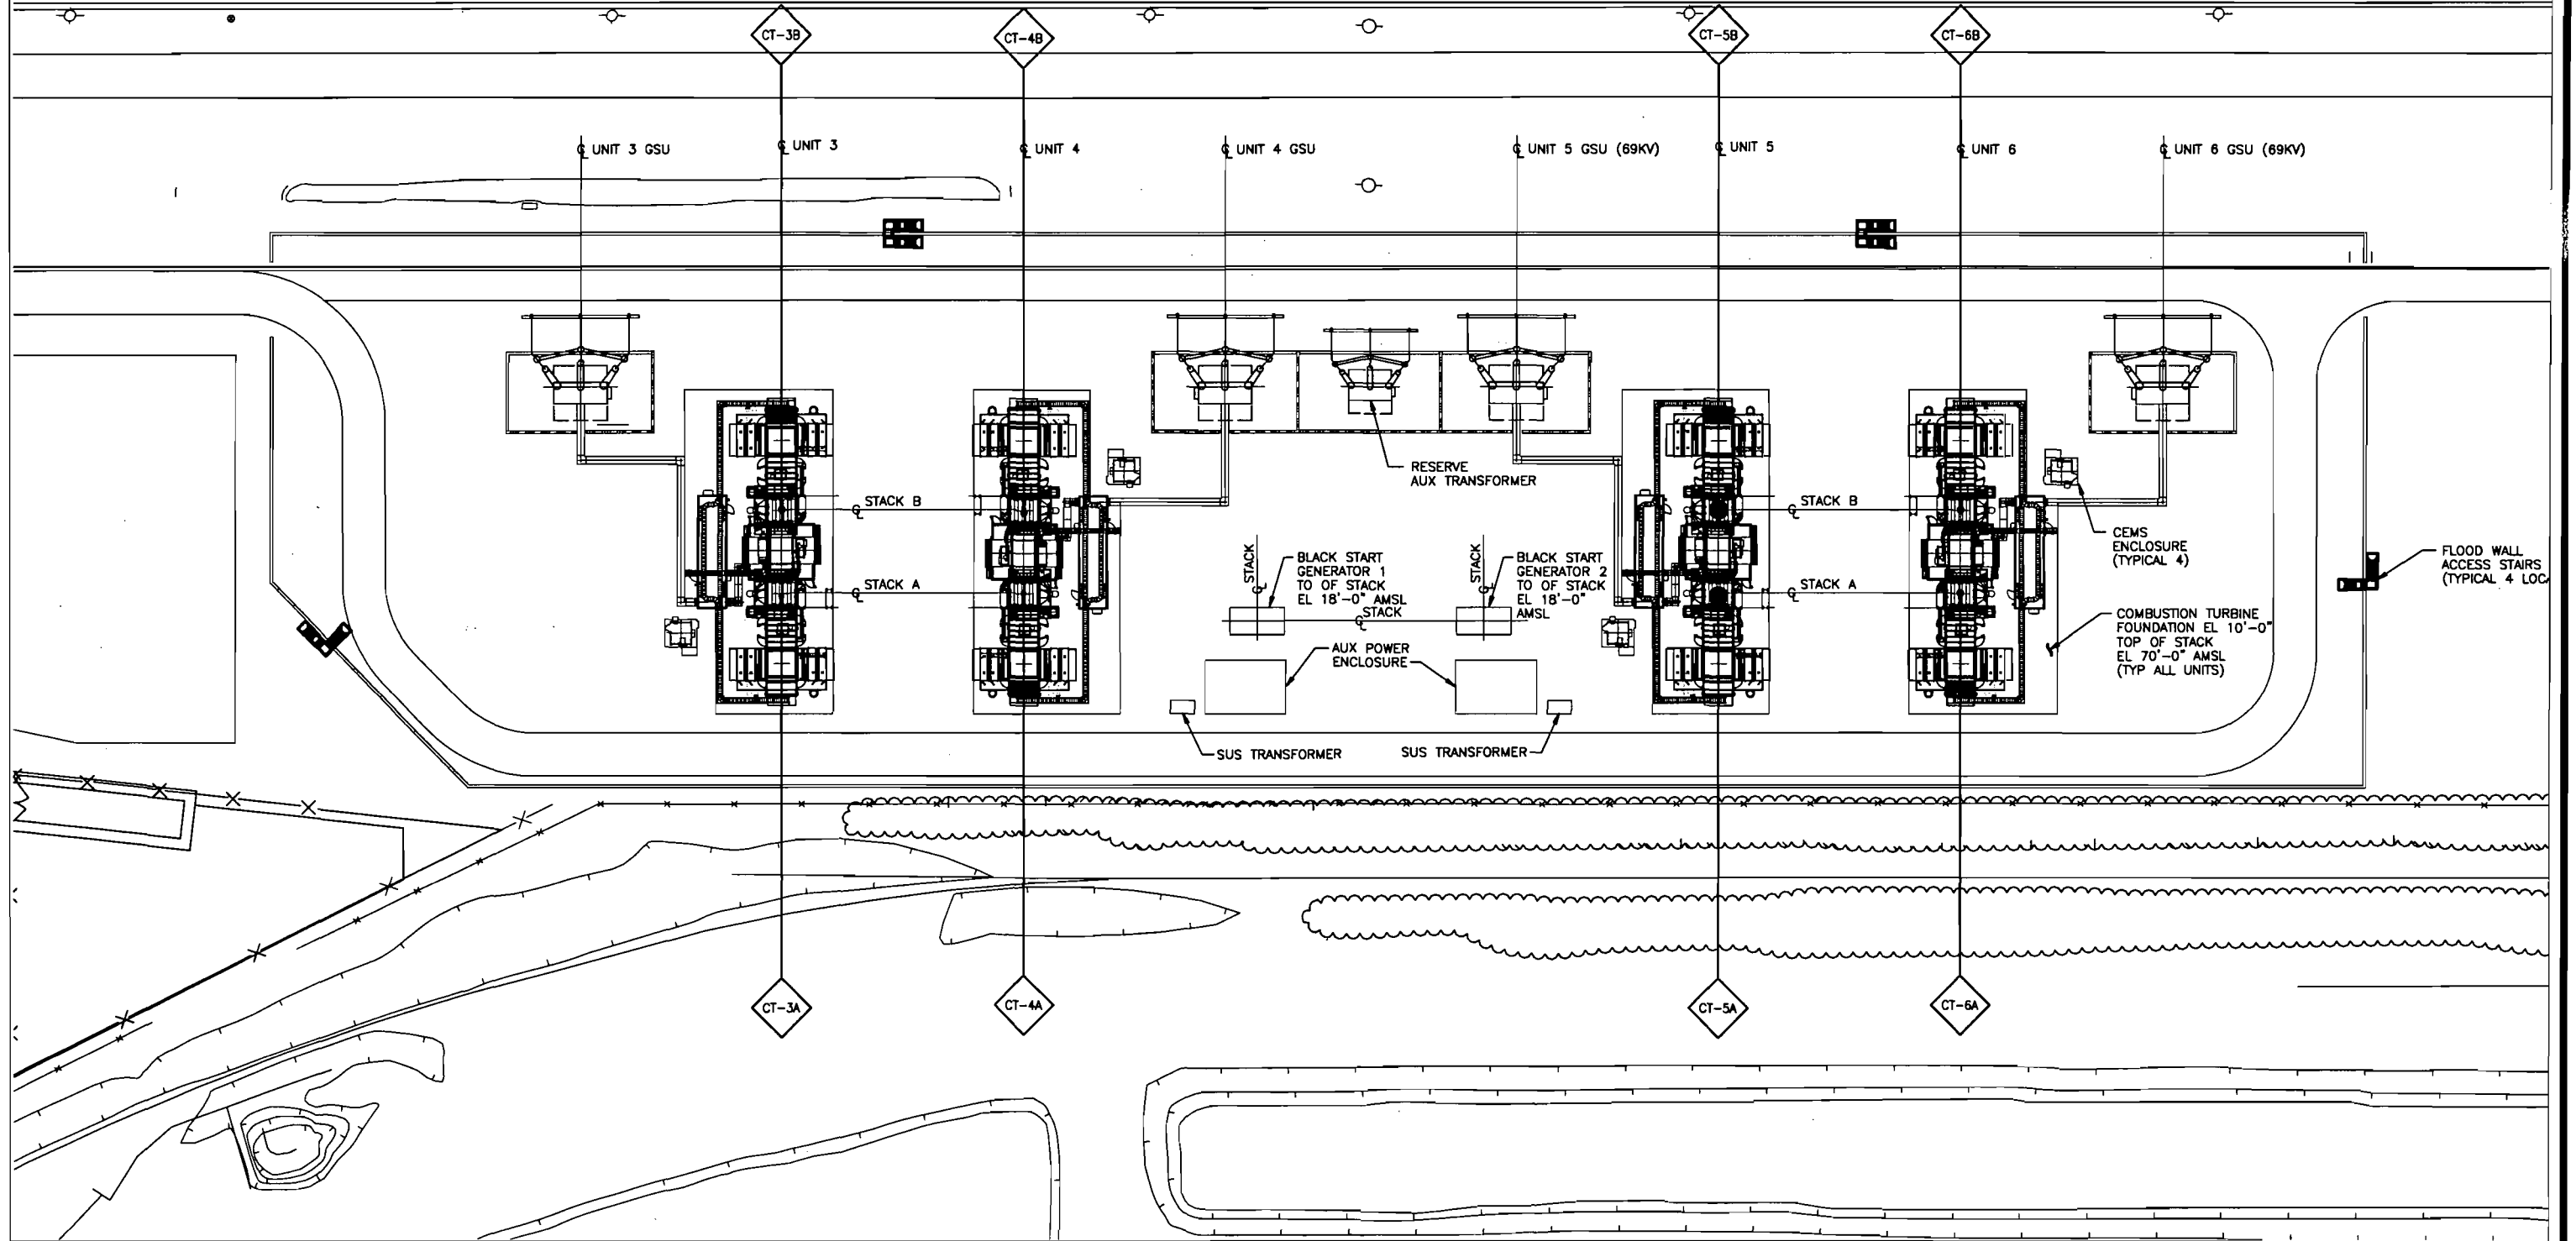 CT-3B
CT-4B
CT-5B
CT-6B
℄ UNIT 3 GSU
℄ UNIT 3
℄ UNIT 4
℄ UNIT 4 GSU
℄ UNIT 5 GSU (69KV)
℄ UNIT 5
℄ UNIT 6
℄ UNIT 6 GSU (69KV)
RESERVE
AUX TRANSFORMER
℄ STACK B
℄ STACK B
CEMS
ENCLOSURE
(TYPICAL 4)
℄ STACK
BLACK START
GENERATOR 1
TO OF STACK
EL 18'-0" AMSL
℄ STACK
BLACK START
GENERATOR 2
TO OF STACK
EL 18'-0"
AMSL
FLOOD WALL
ACCESS STAIRS
(TYPICAL 4 LOC
℄ STACK A
℄ STACK A
℄ STACK
COMBUSTION TURBINE
FOUNDATION EL 10'-0"
TOP OF STACK
EL 70'-0" AMSL
(TYP ALL UNITS)
AUX POWER
ENCLOSURE
SUS TRANSFORMER
SUS TRANSFORMER
CT-3A
CT-4A
CT-5A
CT-6A